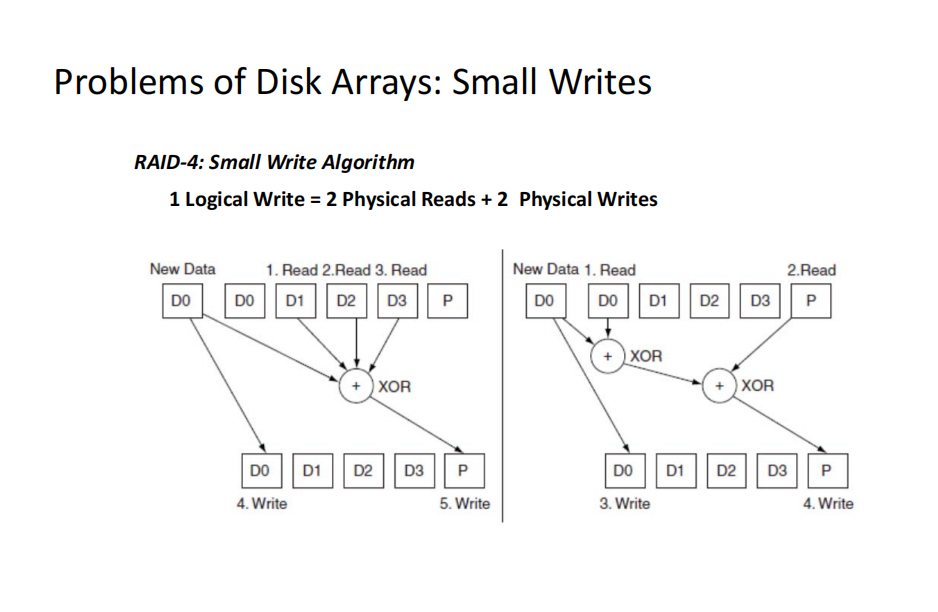 Problems of Disk Arrays: Small Writes
RAID-4: Small Write Algorithm
1 Logical Write = 2 Physical Reads + 2 Physical Writes
New Data 1. Read 2.Read 3. Read
D0 D0 D1 D2 D3 P
+ XOR
D0 D1 D2 D3 P
4. Write 5. Write
New Data 1. Read 2.Read
D0 D0 D1 D2 D3 P
+ XOR
+ XOR
D0 D1 D2 D3 P
3. Write 4. Write